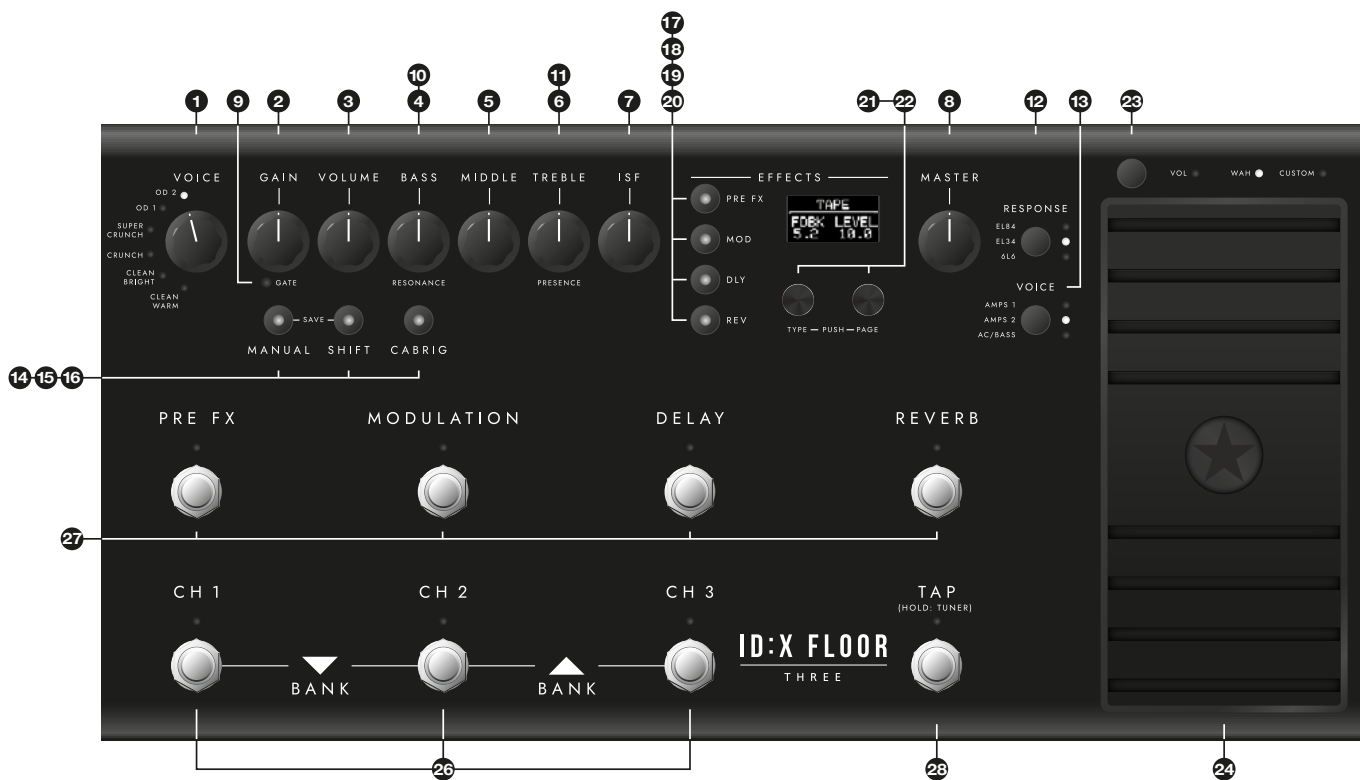 17
18
10 11 19
1 9 2 3 4 5 6 7 20 21 22 8 12 13 23
VOICE GAIN VOLUME BASS MIDDLE TREBLE ISF EFFECTS MASTER
VOL WAH CUSTOM
OD 2
OD 1
SUPER
CRUNCH
CRUNCH
CLEAN
BRIGHT
CLEAN
WARM
GATE
RESONANCE
PRESENCE
PRE FX
MOD
DLY
REV
TAPE
FDBK LEVEL
5.2 10.0
TYPE PUSH PAGE
RESPONSE
EL84
EL34
6L6
VOICE
AMPS 1
AMPS 2
AC/BASS
SAVE
MANUAL SHIFT CABRIG
14 15 16
PRE FX MODULATION DELAY REVERB
27
CH 1 CH 2 CH 3 TAP
(HOLD: TUNER)
BANK BANK
ID:X FLOOR
THREE
26 28 24